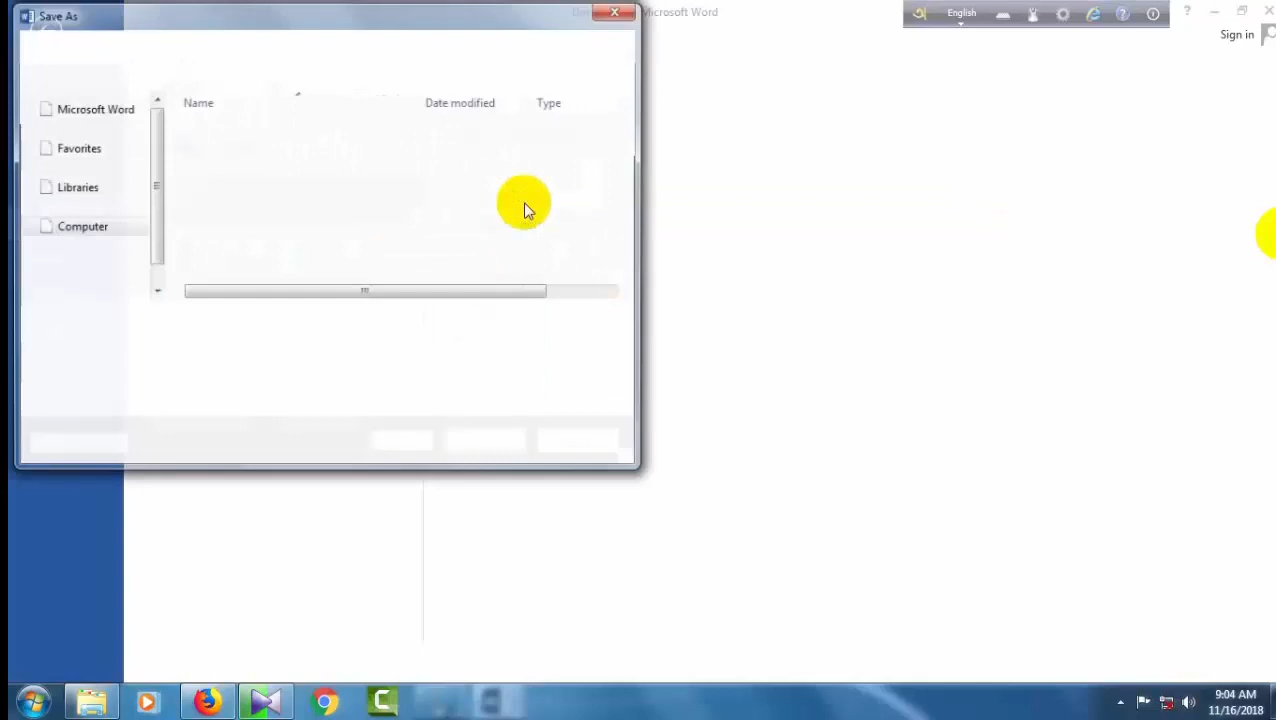 Save As
Microsoft Word
English
?
Sign in
Microsoft Word
Favorites
Libraries
Computer
Name
Date modified
Type
9:04 AM
11/16/2018